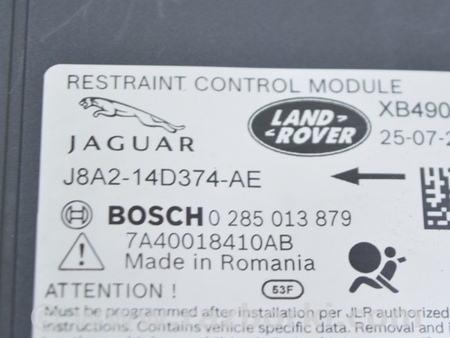 RESTRAINT CONTROL MODULE
JAGUAR
LAND ROVER
XB490
25-07-2
J8A2-14D374-AE
BOSCH 0 285 013 879
7A40018410AB
Made in Romania
ATTENTION !
53F
Must be programmed after installation per JLR authorized
instructions. Contains vehicle specific data. Removal and